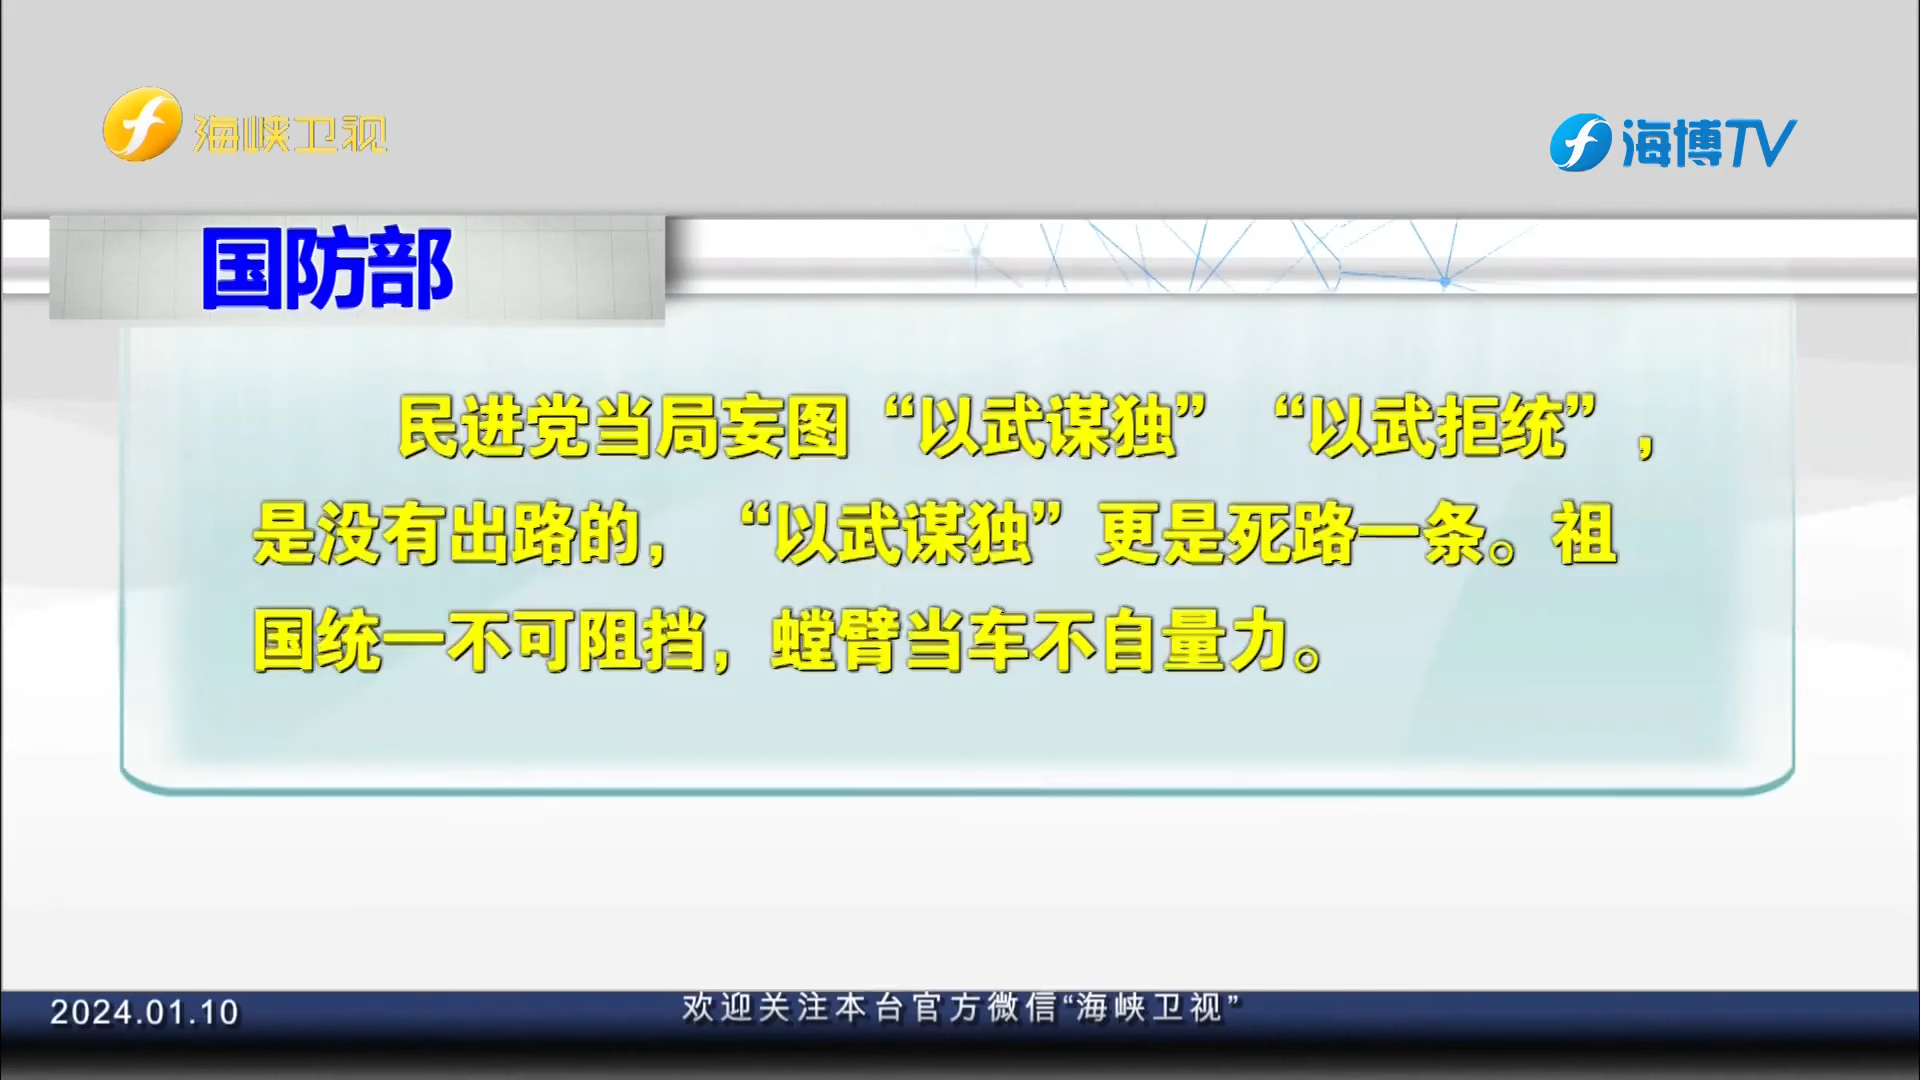 海峡卫视
海博TV
国防部
民进党当局妄图“以武谋独”“以武拒统”，
是没有出路的，“以武谋独”更是死路一条。祖
国统一不可阻挡，螳臂当车不自量力。
2024.01.10
欢迎关注本台官方微信“海峡卫视”